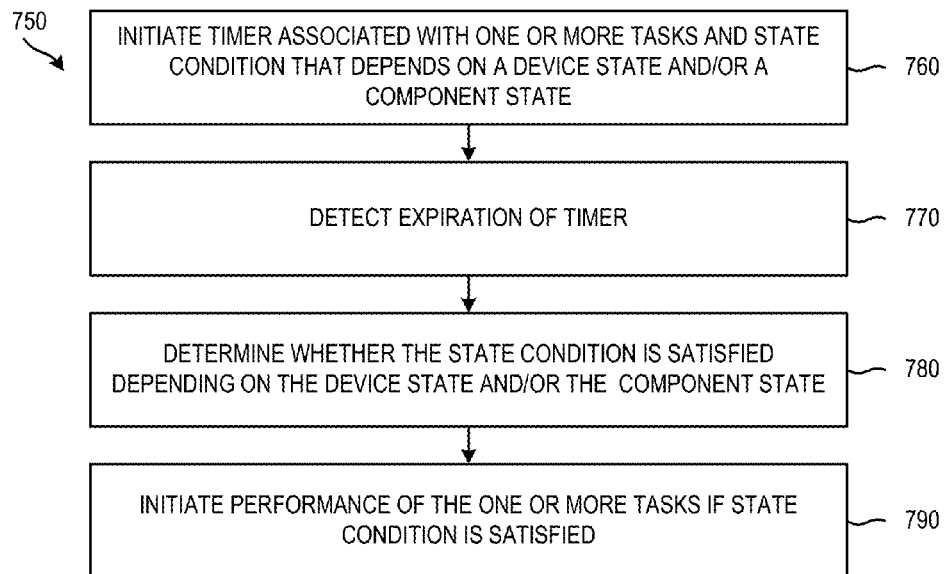 750
INITIATE TIMER ASSOCIATED WITH ONE OR MORE TASKS AND STATE
CONDITION THAT DEPENDS ON A DEVICE STATE AND/OR A
COMPONENT STATE
760
DETECT EXPIRATION OF TIMER
770
DETERMINE WHETHER THE STATE CONDITION IS SATISFIED
DEPENDING ON THE DEVICE STATE AND/OR THE COMPONENT STATE
780
INITIATE PERFORMANCE OF THE ONE OR MORE TASKS IF STATE
CONDITION IS SATISFIED
790